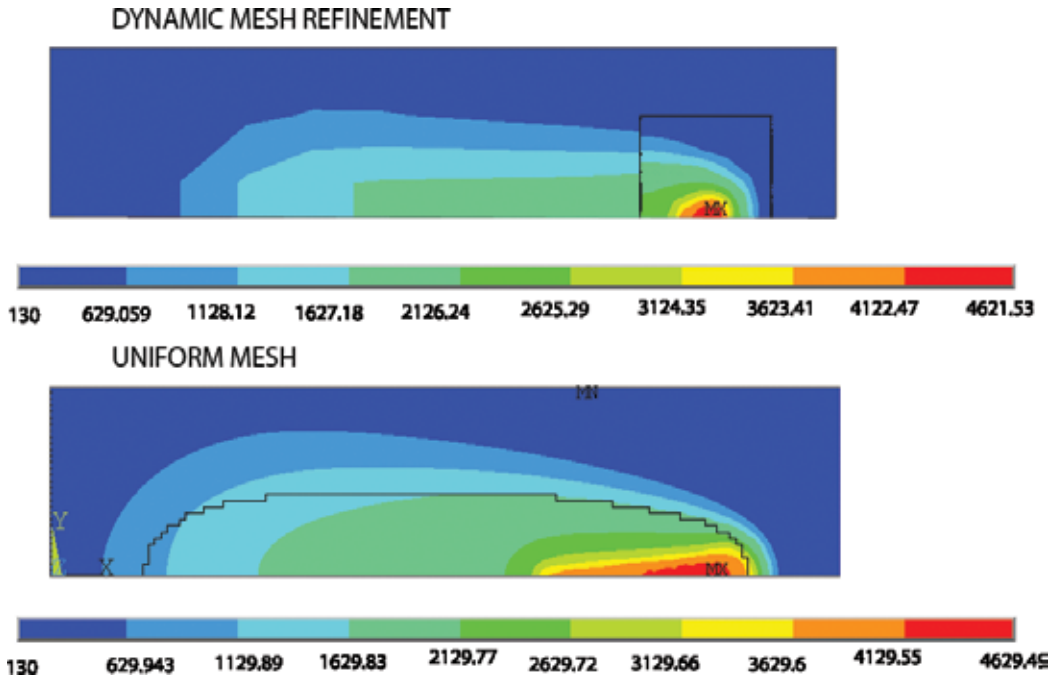 DYNAMIC MESH REFINEMENT
MX
130 629.059 1128.12 1627.18 2126.24 2625.29 3124.35 3623.41 4122.47 4621.53
UNIFORM MESH
MN
Y
X
MX
130 629.943 1129.89 1629.83 2129.77 2629.72 3129.66 3629.6 4129.55 4629.49